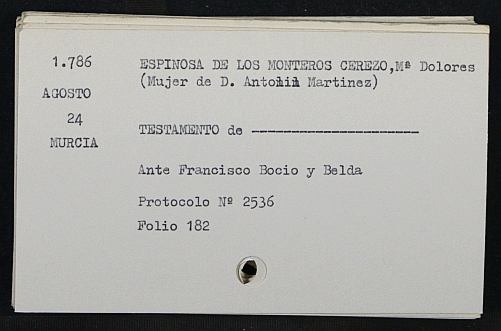 1.786
AGOSTO
24
MURCIA
ESPINOSA DE LOS MONTEROS CEREZO,Mª Dolores
(Mujer de D. Antolin Martinez)
TESTAMENTO de ---------------------
Ante Francisco Bocio y Belda
Protocolo Nº 2536
Folio 182